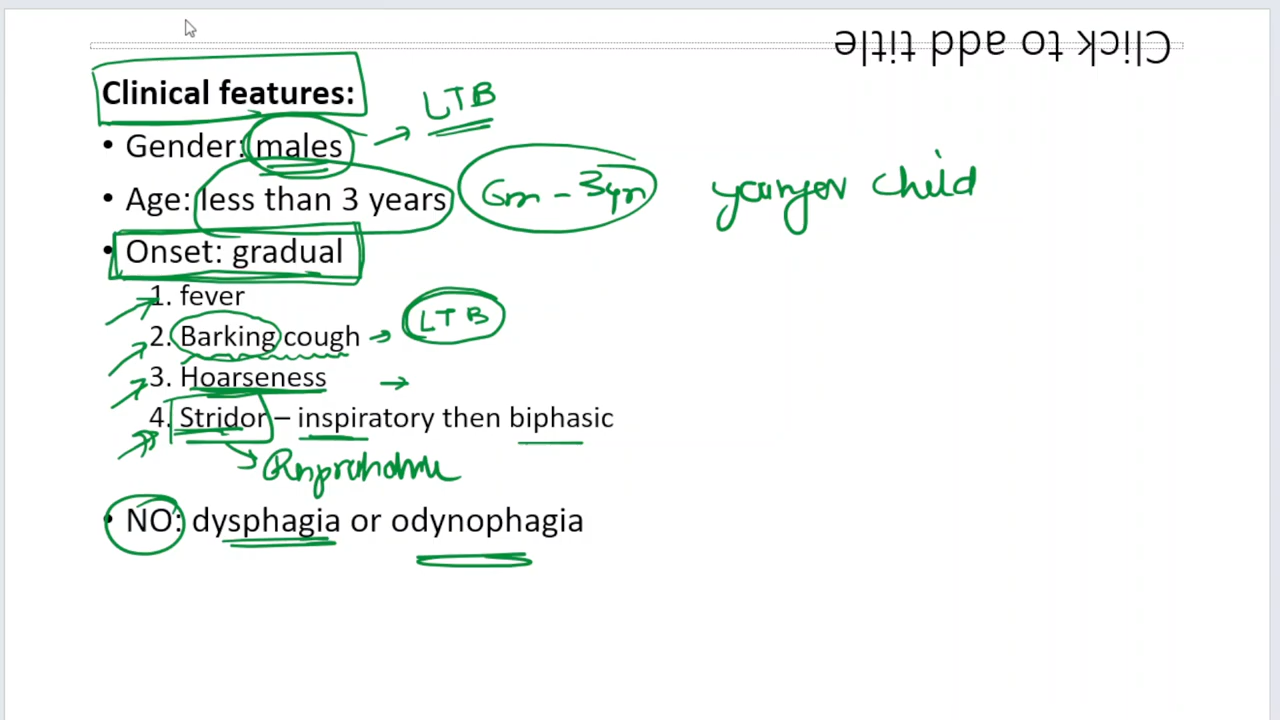 Click to add title
Clinical features:
LTB
• Gender: males
• Age: less than 3 years 6m - 3yr younger child
• Onset: gradual
1. fever
2. Barking cough LTB
3. Hoarseness
4. Stridor – inspiratory then biphasic
• NO: dysphagia or odynophagia